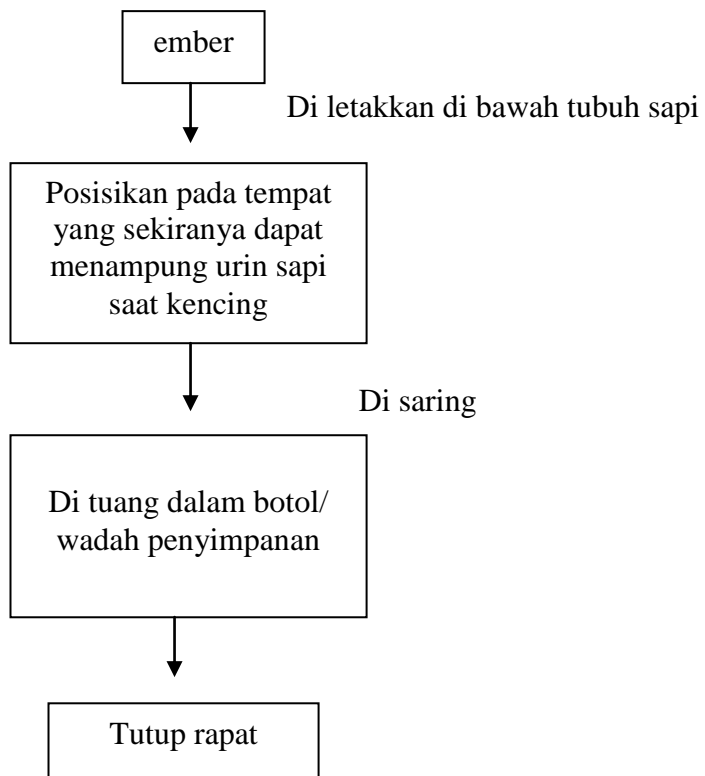 ember
Di letakkan di bawah tubuh sapi
Posisikan pada tempat
yang sekiranya dapat
menampung urin sapi
saat kencing
Di saring
Di tuang dalam botol/
wadah penyimpanan
Tutup rapat